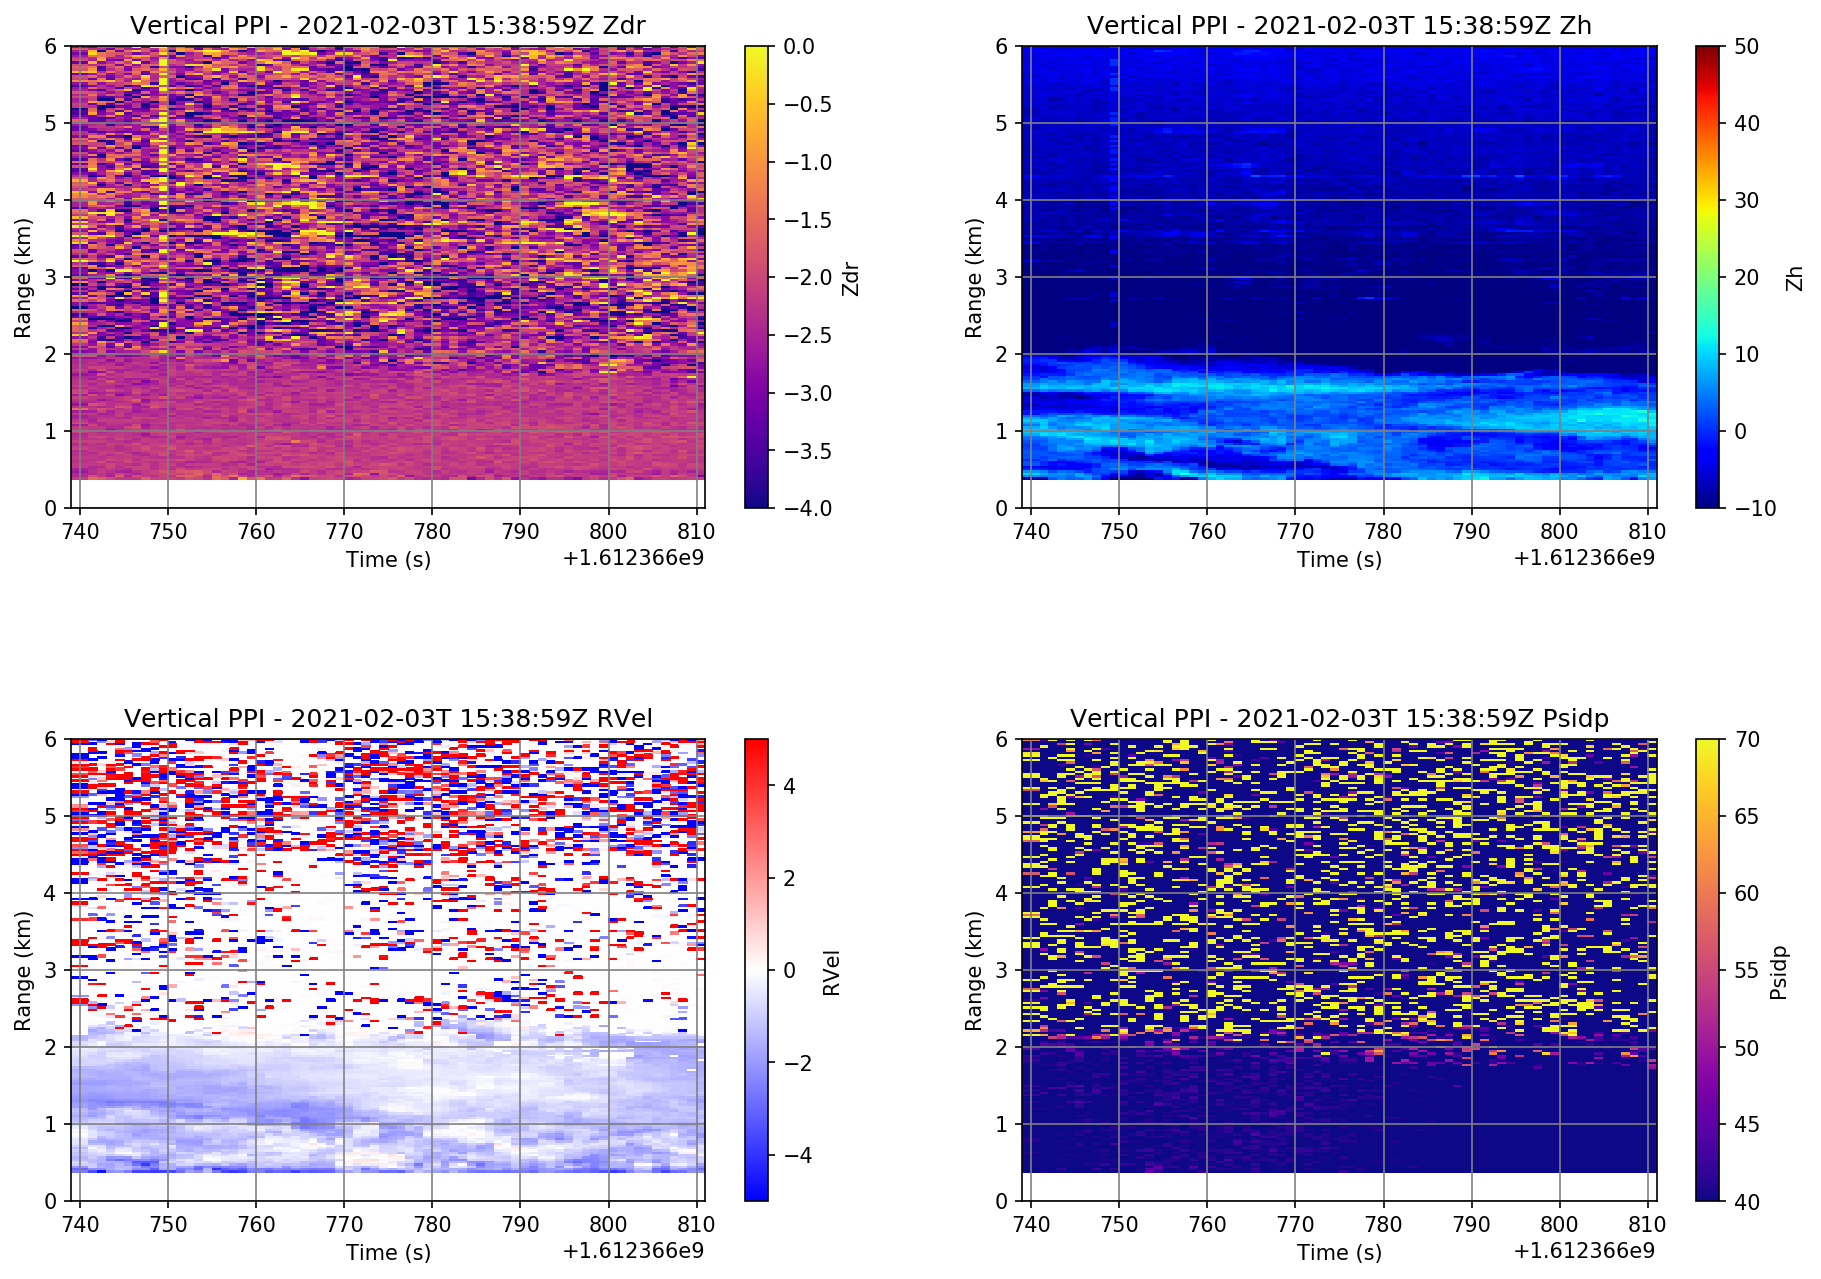 Vertical PPI - 2021-02-03T 15:38:59Z Zdr
6
5
4
3
2
1
0
Range (km)
740 750 760 770 780 790 800 810
Time (s)
+1.612366e9
0.0
−0.5
−1.0
−1.5
−2.0
−2.5
−3.0
−3.5
−4.0
Zdr
Vertical PPI - 2021-02-03T 15:38:59Z Zh
6
5
4
3
2
1
0
Range (km)
740 750 760 770 780 790 800 810
Time (s)
+1.612366e9
50
40
30
20
10
0
−10
Zh
Vertical PPI - 2021-02-03T 15:38:59Z RVel
6
5
4
3
2
1
0
Range (km)
740 750 760 770 780 790 800 810
Time (s)
+1.612366e9
4
2
0
−2
−4
RVel
Vertical PPI - 2021-02-03T 15:38:59Z Psidp
6
5
4
3
2
1
0
Range (km)
740 750 760 770 780 790 800 810
Time (s)
+1.612366e9
70
65
60
55
50
45
40
Psidp